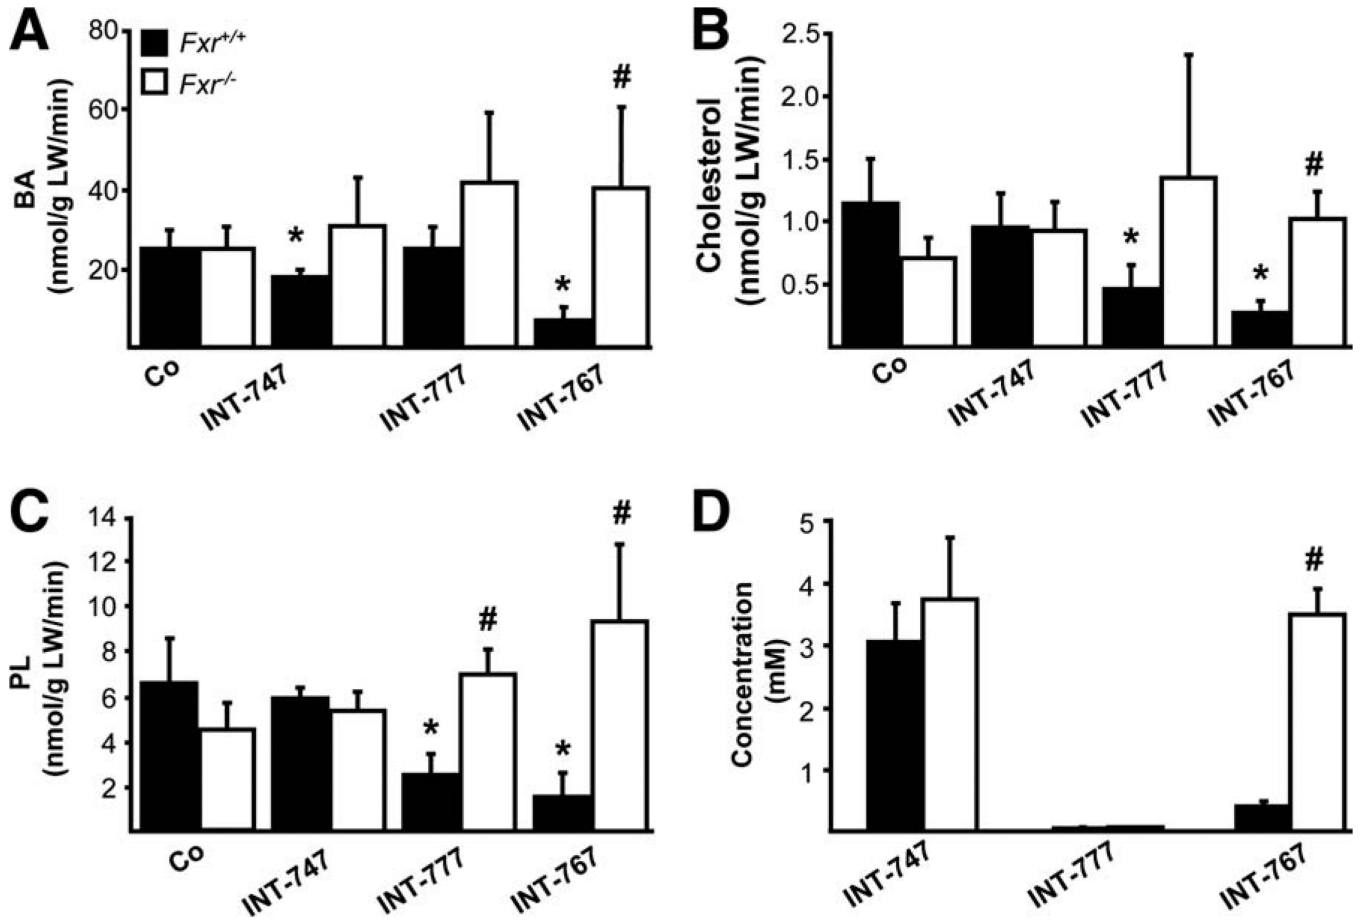 A
BA
(nmol/g LW/min)
80
60
40
20
Fxr+/+
Fxr-/-
*
*
#
Co
INT-747
INT-777
INT-767
B
Cholesterol
(nmol/g LW/min)
2.5
2.0
1.5
1.0
0.5
*
*
#
Co
INT-747
INT-777
INT-767
C
PL
(nmol/g LW/min)
14
12
10
8
6
4
2
*
#
*
#
Co
INT-747
INT-777
INT-767
D
Concentration
(mM)
5
4
3
2
1
#
INT-747
INT-777
INT-767